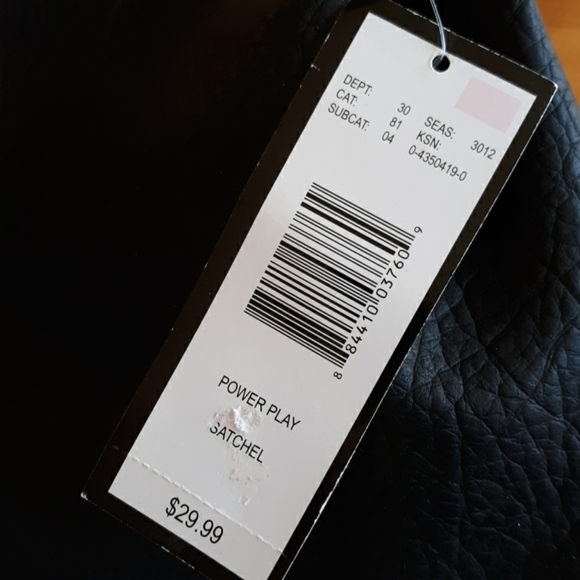 DEPT: 30 SEAS: 3012
CAT: 81 KSN:
SUBCAT: 04 0-4350419-0
8 84410 03760 9
POWER PLAY
SATCHEL
$29.99